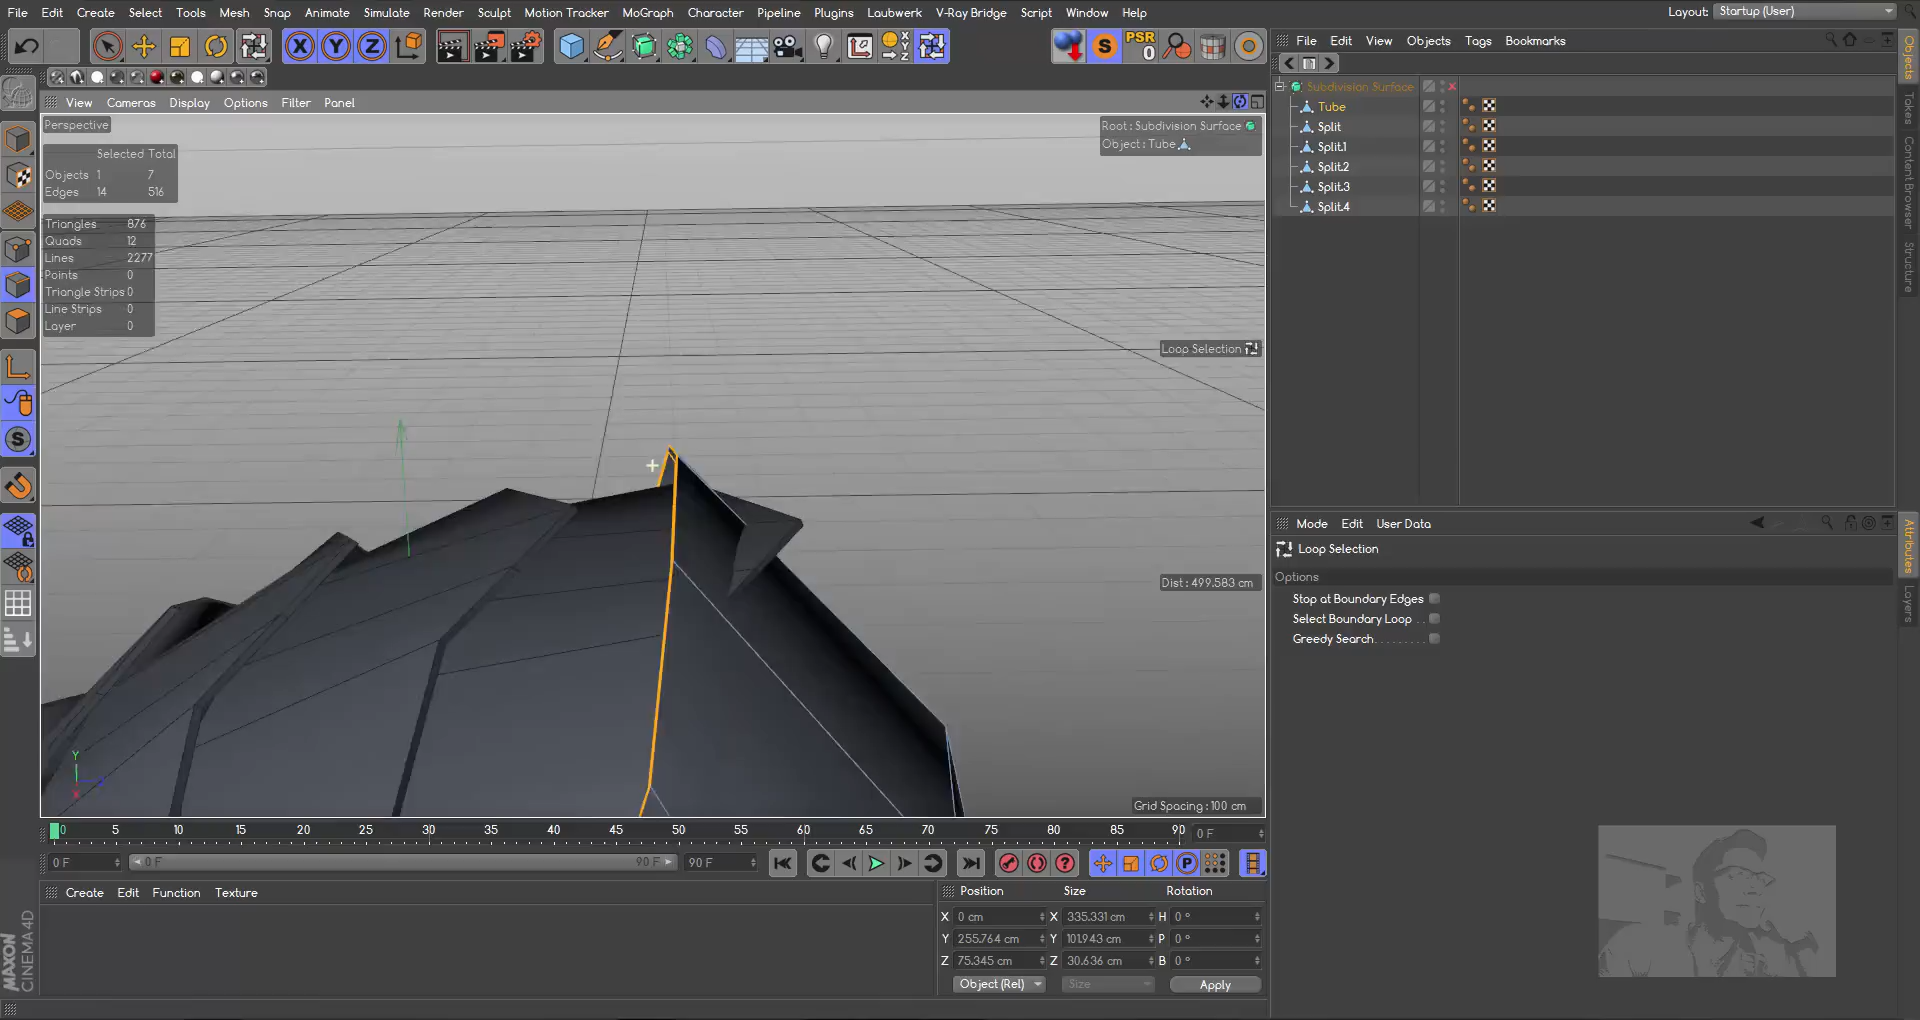 File Edit Create Select Tools Mesh Snap Animate Simulate Render Sculpt Motion Tracker MoGraph Character Pipeline Plugins Laubwerk V-Ray Bridge Script Window Help
Layout: Startup (User)
X Y Z
S PSR 0
File Edit View Objects Tags Bookmarks
View Cameras Display Options Filter Panel
Perspective
Root : Subdivision Surface
Object : Tube
Selected Total
Objects 1 7
Edges 14 516
Triangles 876
Quads 12
Lines 2277
Points 0
Triangle Strips 0
Line Strips 0
Layer 0
Loop Selection
Dist : 499.583 cm
Grid Spacing : 100 cm
Y
Subdivision Surface
Tube
Split
Split.1
Split.2
Split.3
Split.4
Objects
Takes
Content Browser
Structure
Mode Edit User Data
Loop Selection
Options
Stop at Boundary Edges
Select Boundary Loop
Greedy Search
Attributes
Layers
0 5 10 15 20 25 30 35 40 45 50 55 60 65 70 75 80 85 90 0 F
0 F 0 F 90 F 90 F
Create Edit Function Texture
Position Size Rotation
X 0 cm X 335.331 cm H 0 °
Y 255.764 cm Y 101.943 cm P 0 °
Z 75.345 cm Z 30.636 cm B 0 °
Object (Rel) Size Apply
MAXON
CINEMA 4D